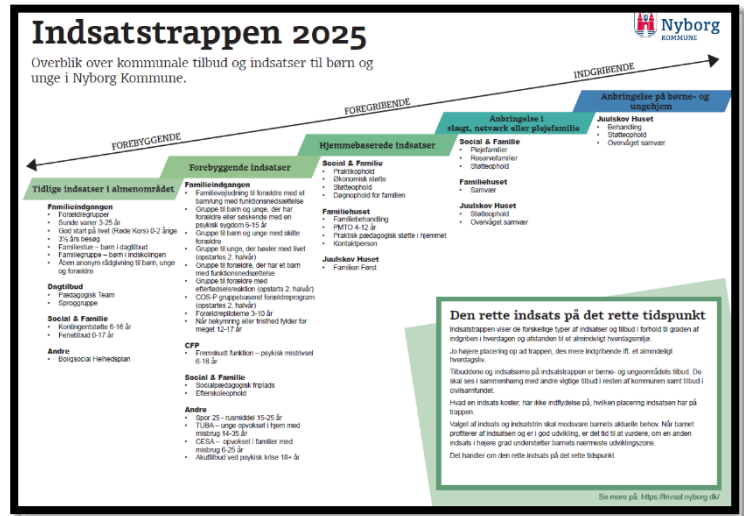 Indsatstrappen 2025
Overblik over kommunale tilbud og indsatser til børn og
unge i Nyborg Kommune.
Nyborg
KOMMUNE
FOREBYGGENDE
FOREGRIBENDE
INDGRIBENDE
Tidlige indsatser i almenområdet
Familieindgangen
• Forældregrupper
• Sunde vaner 3-25 år
• God start på livet (Røde Kors) 0-2 årige
• 3½ års besøg
• Familiestue – børn i dagtilbud
• Familiegruppe – børn i indskolingen
• Åben anonym rådgivning til børn, unge
og forældre
Dagtilbud
• Pædagogisk Team
• Sproggruppe
Social & Familie
• Kontingentstøtte 6-16 år
• Ferietilbud 0-17 år
Andre
• Boligsocial Helhedsplan
Forebyggende indsatser
Familieindgangen
• Familievejledning til forældre med et
barn/ung med funktionsnedsættelse
• Gruppe til børn og unge, der har
forældre eller søskende med en
psykisk sygdom 6-15 år
• Gruppe til børn og unge med skilte
forældre
• Gruppe til unge, der bøvler med livet
(opstartes 2. halvår)
• Gruppe til forældre, der har et barn
med funktionsnedsættelse
• Gruppe til forældre med
efterfødselsreaktion (opstarts 2. halvår)
• COS-P gruppebaseret forældreprogram
(opstartes 2. halvår)
• Forældrepiloterne 3-10 år
• Når bekymring eller tristhed fylder for
meget 12-17 år
CFP
• Fremskudt funktion – psykisk mistrivsel
6-18 år
Social & Familie
• Socialpædagogisk friplads
• Efterskoleophold
Andre
• Spor 25 - rusmiddel 15-25 år
• TUBA – unge opvokset i hjem med
misbrug 14-35 år
• CESA – opvokset i familier med
misbrug 6-25 år
• Akuttilbud ved psykisk krise 18+ år
Hjemmebaserede indsatser
Social & Familie
• Praktikophold
• Økonomisk støtte
• Støtteophold
• Døgnophold for familien
Familiehuset
• Familiebehandling
• PMTO 4-12 år
• Praktisk pædagogisk støtte i hjemmet
• Kontaktperson
Juulskov Huset
• Familien Først
Anbringelse i
slægt, netværk eller plejefamilie
Social & Familie
• Plejefamilier
• Reservefamilier
• Støtteophold
Familiehuset
• Samvær
Juulskov Huset
• Støtteophold
• Overvåget samvær
Anbringelse på børne- og
ungehjem
Juulskov Huset
• Behandling
• Støtteophold
• Overvåget samvær
Den rette indsats på det rette tidspunkt
Indsatstrappen viser de forskellige typer af indsatser og tilbud i forhold til graden af
indgriben i hverdagen og afstanden til et almindeligt hverdagsmiljø.
Jo højere placering op ad trappen, des mere indgribende ift. et almindeligt
hverdagsliv.
Tilbuddene og indsatserne på indsatstrappen er børne- og ungeområdets tilbud. De
skal ses i sammenhæng med andre vigtige tilbud i resten af kommunen samt tilbud i
civilsamfundet.
Hvad en indsats koster, har ikke indflydelse på, hvilken placering indsatsen har på
trappen.
Valget af indsats og indsatstrin skal modsvare barnets aktuelle behov. Når barnet
profiterer af indsatsen og er i god udvikling, er det tid til at vurdere, om en anden
indsats i højere grad understøtter barnets nærmeste udviklingszone.
Det handler om den rette indsats på det rette tidspunkt.
Se mere på: https://trivsel.nyborg.dk/